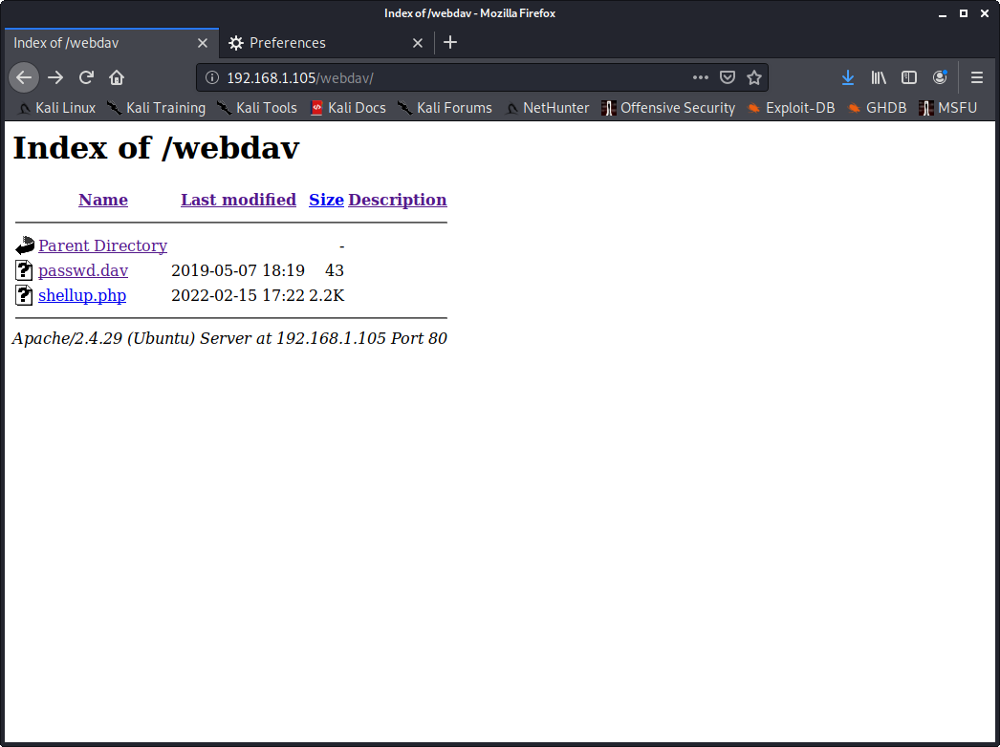 Index of /webdav - Mozilla Firefox
Index of /webdav
Preferences
192.168.1.105/webdav/
Kali Linux Kali Training Kali Tools Kali Docs Kali Forums NetHunter Offensive Security Exploit-DB GHDB MSFU
Index of /webdav
Name Last modified Size Description
Parent Directory -
passwd.dav 2019-05-07 18:19 43
shellup.php 2022-02-15 17:22 2.2K
Apache/2.4.29 (Ubuntu) Server at 192.168.1.105 Port 80